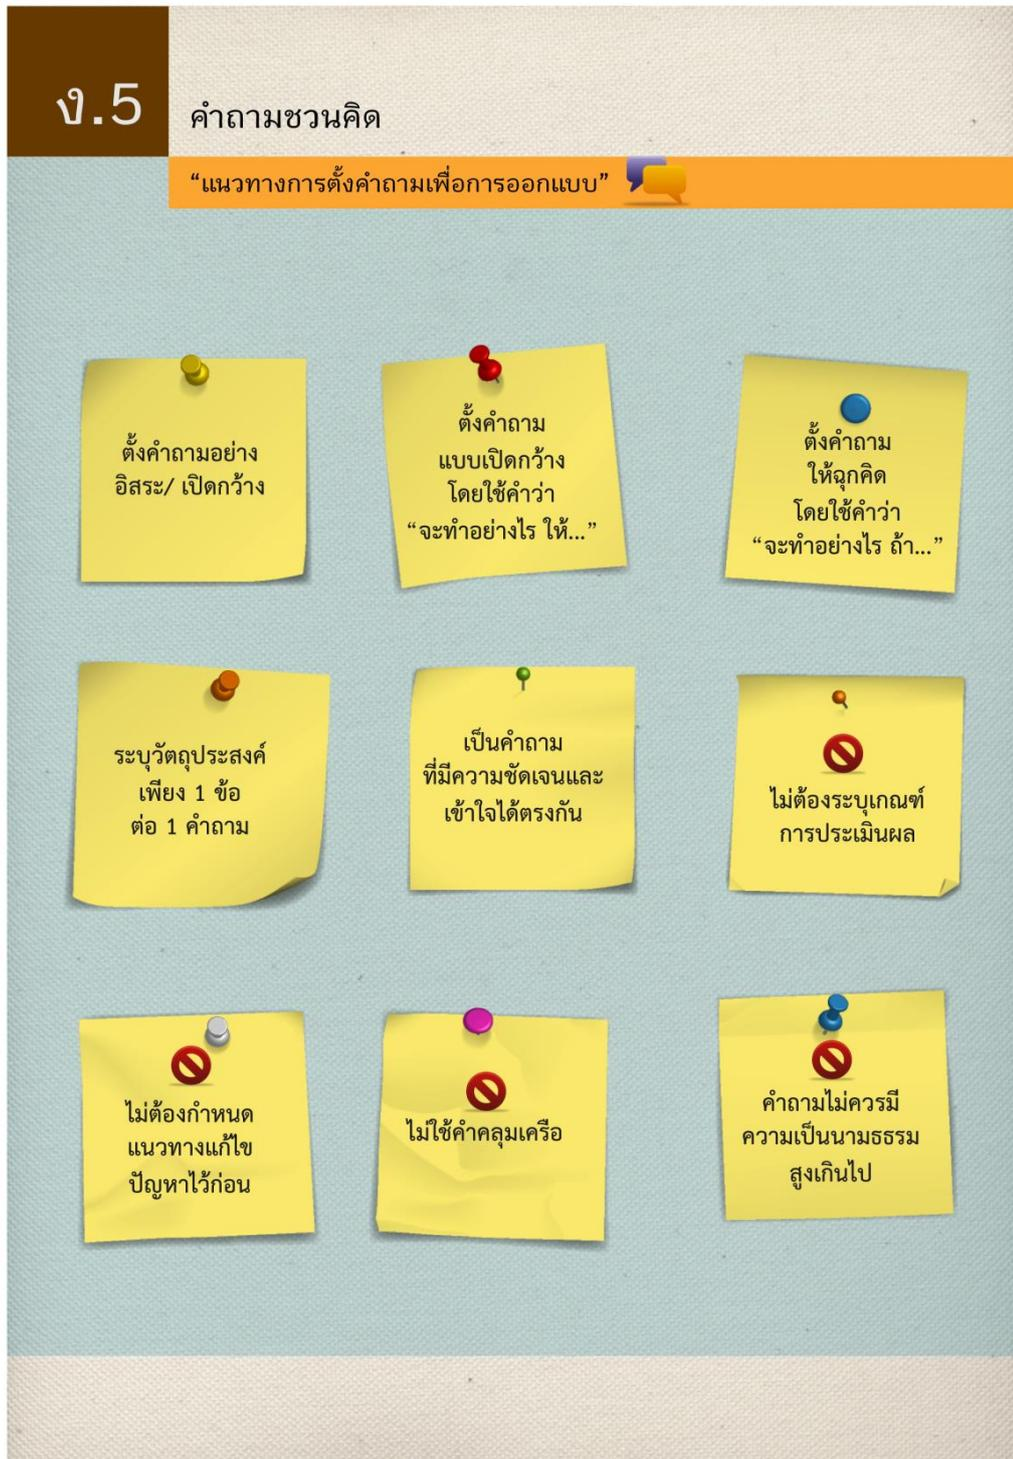 ง.5
คำถามชวนคิด
“แนวทางการตั้งคำถามเพื่อการออกแบบ”
ตั้งคำถามอย่าง
อิสระ/ เปิดกว้าง
ตั้งคำถาม
แบบเปิดกว้าง
โดยใช้คำว่า
“จะทำอย่างไร ให้...”
ตั้งคำถาม
ให้ฉุกคิด
โดยใช้คำว่า
“จะทำอย่างไร ถ้า...”
ระบุวัตถุประสงค์
เพียง 1 ข้อ
ต่อ 1 คำถาม
เป็นคำถาม
ที่มีความชัดเจนและ
เข้าใจได้ตรงกัน
ไม่ต้องระบุเกณฑ์
การประเมินผล
ไม่ต้องกำหนด
แนวทางแก้ไข
ปัญหาไว้ก่อน
ไม่ใช้คำคลุมเครือ
คำถามไม่ควรมี
ความเป็นนามธธรม
สูงเกินไป